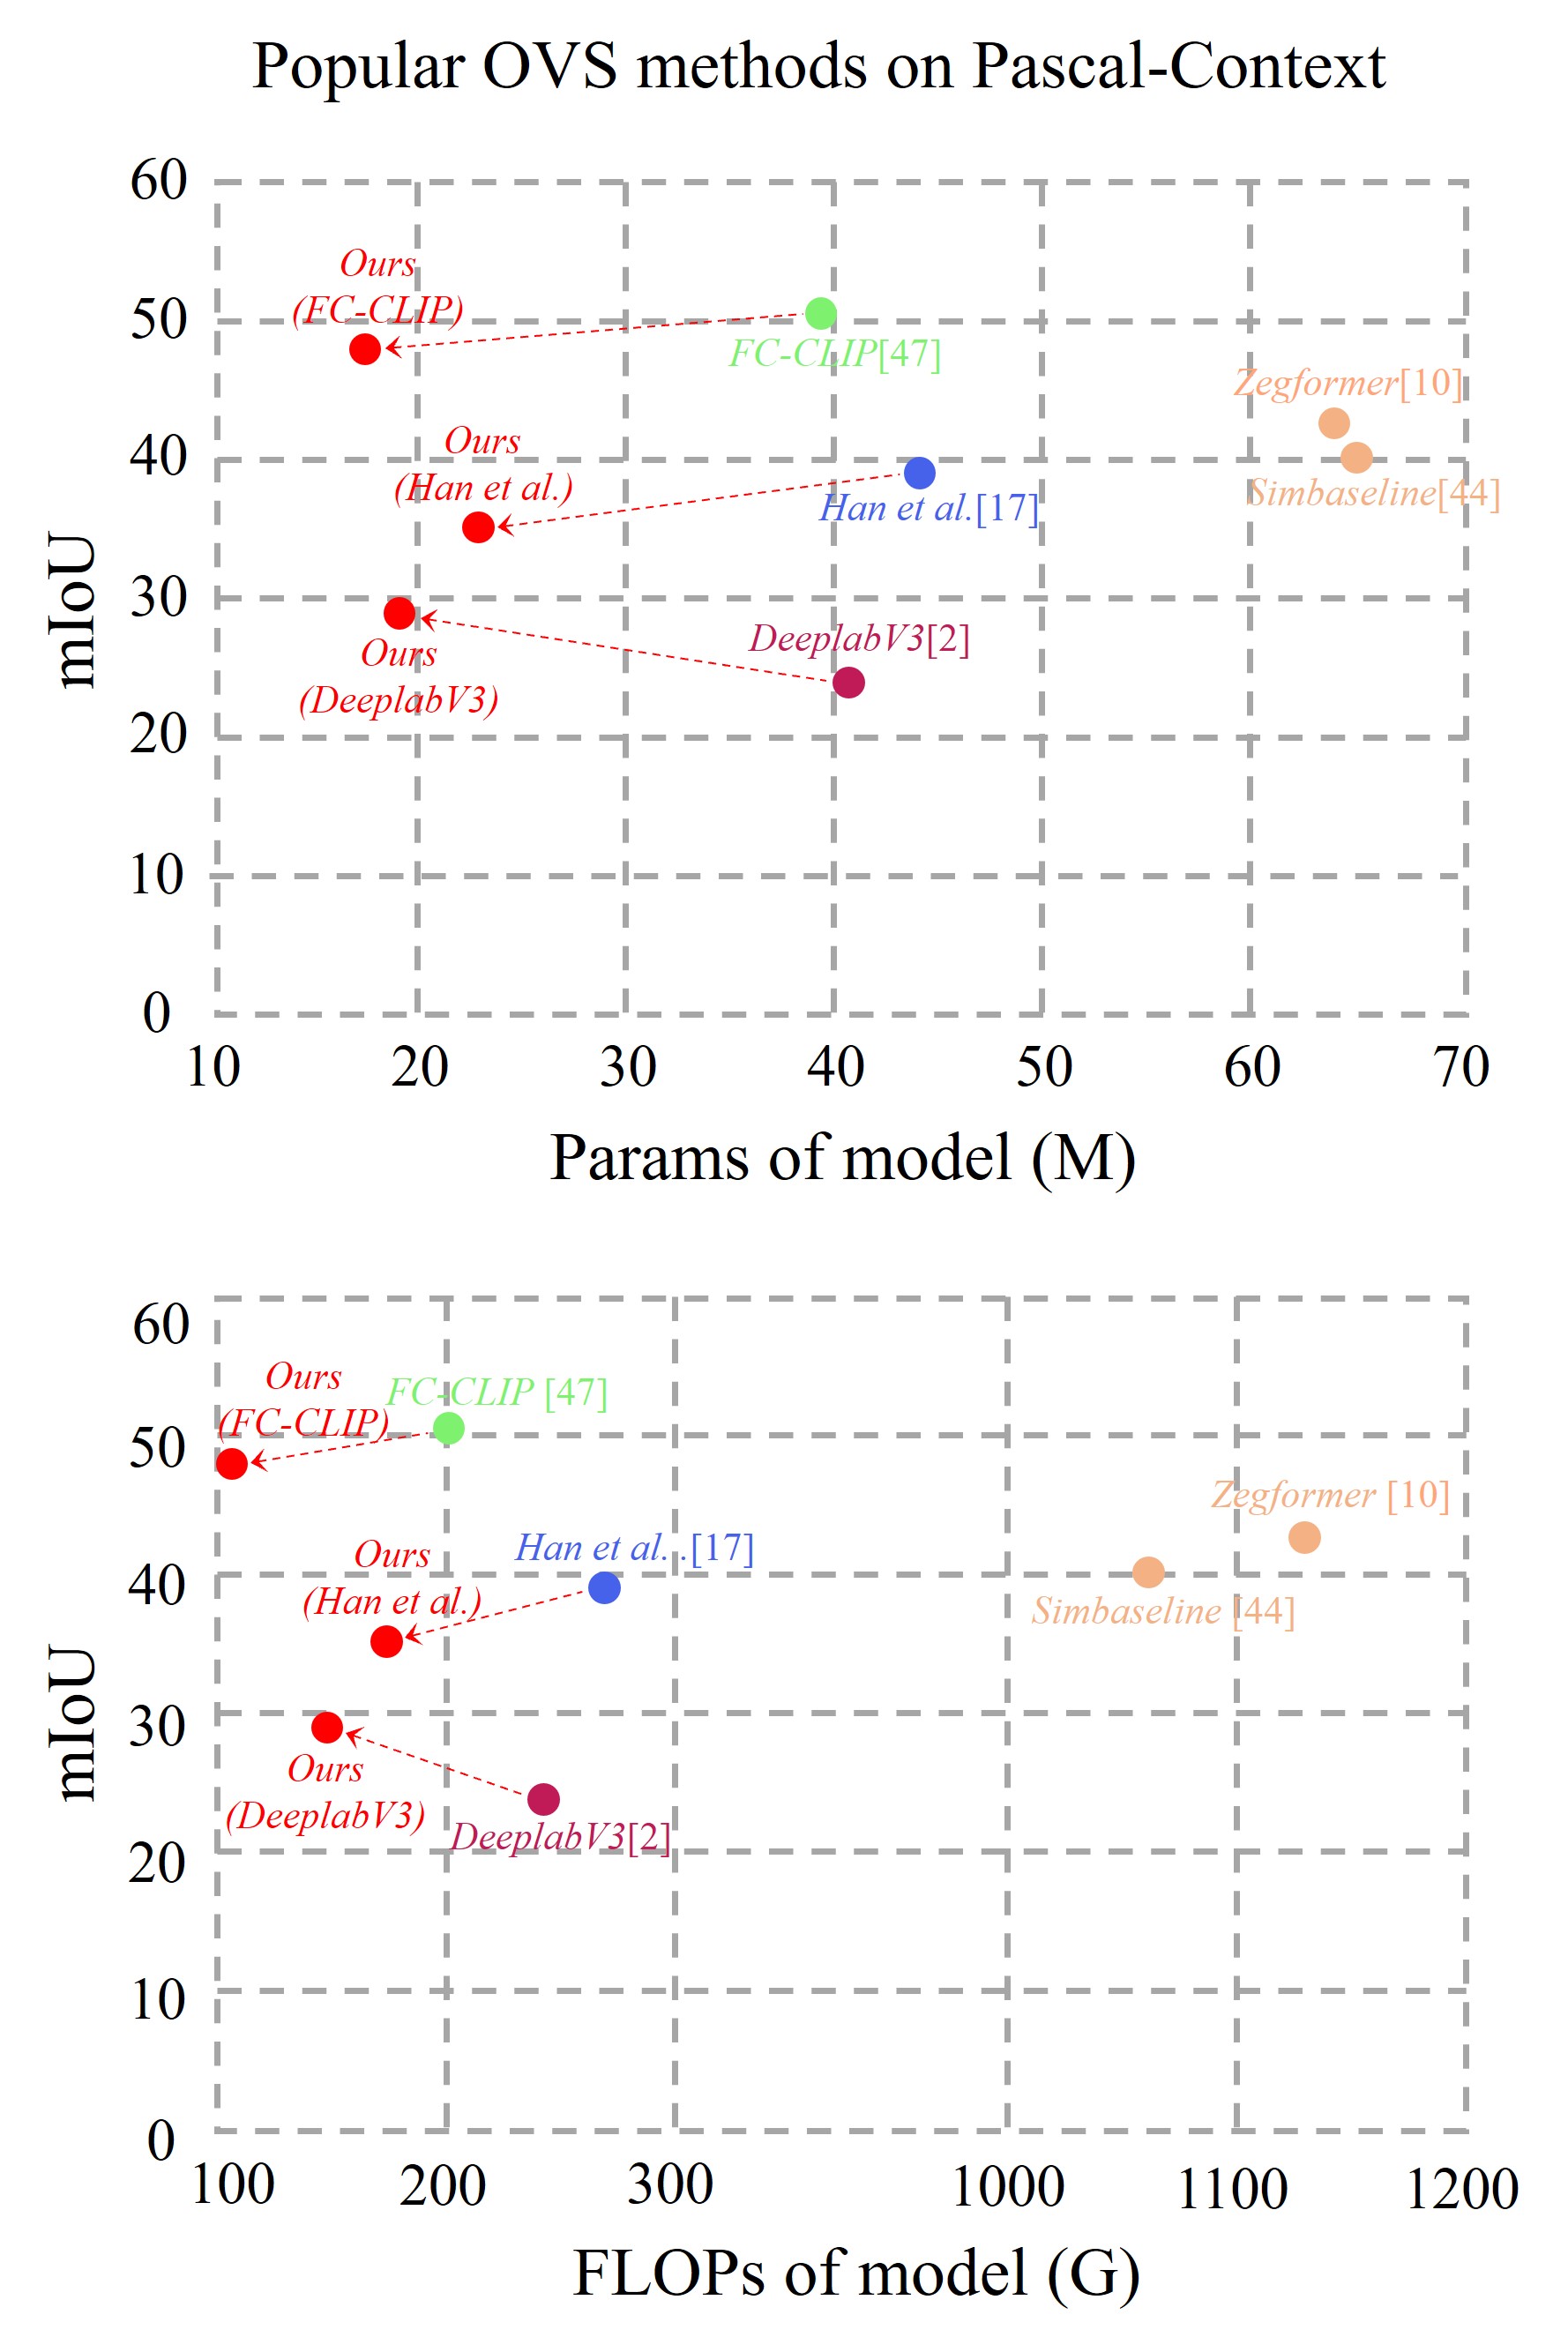 Popular OVS methods on Pascal-Context
60
Ours
(FC-CLIP)
50
FC-CLIP[47]
Zegformer[10]
Ours
40
(Han et al.)
Simbaseline[44]
Han et al.[17]
mIoU
30
DeeplabV3[2]
Ours
(DeeplabV3)
20
10
0
10 20 30 40 50 60 70
Params of model (M)
60
Ours
FC-CLIP [47]
(FC-CLIP)
50
Zegformer [10]
Han et al. .[17]
Ours
40
(Han et al.)
Simbaseline [44]
mIoU
30
Ours
(DeeplabV3)
DeeplabV3[2]
20
10
0
100 200 300 1000 1100 1200
FLOPs of model (G)